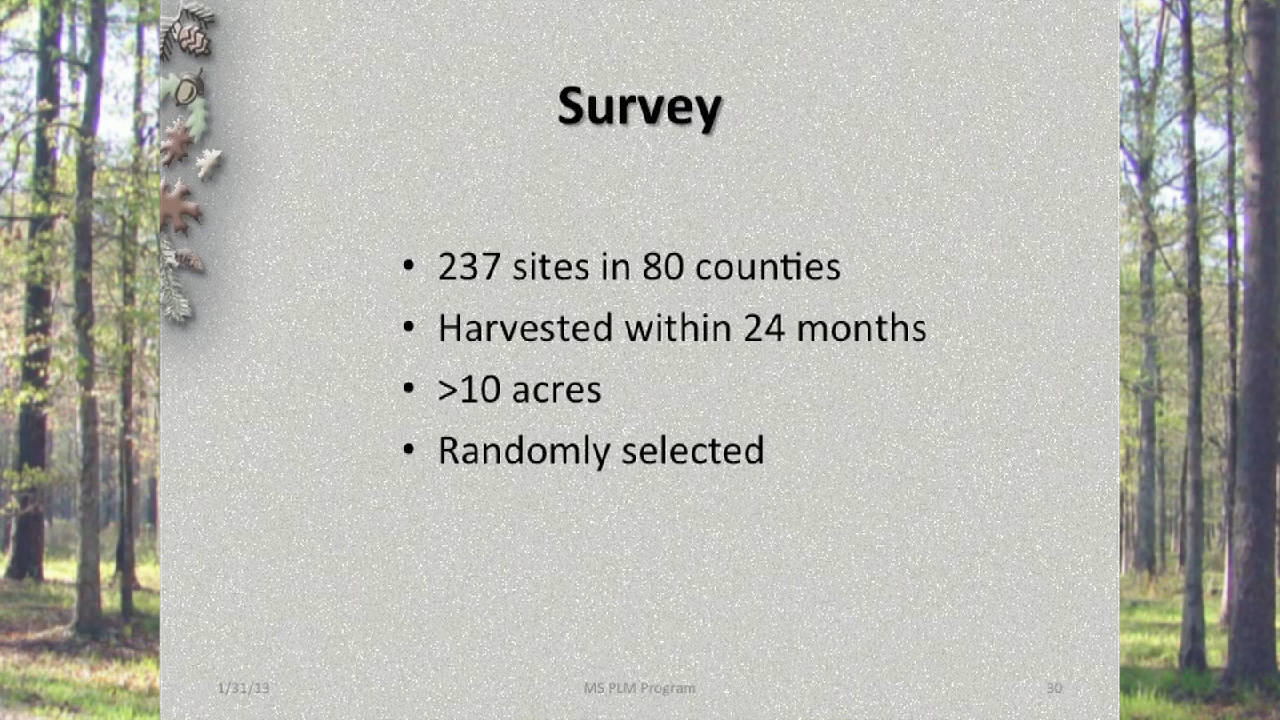 Survey
• 237 sites in 80 counties
• Harvested within 24 months
• >10 acres
• Randomly selected
1/31/13
MS PLM Program
30